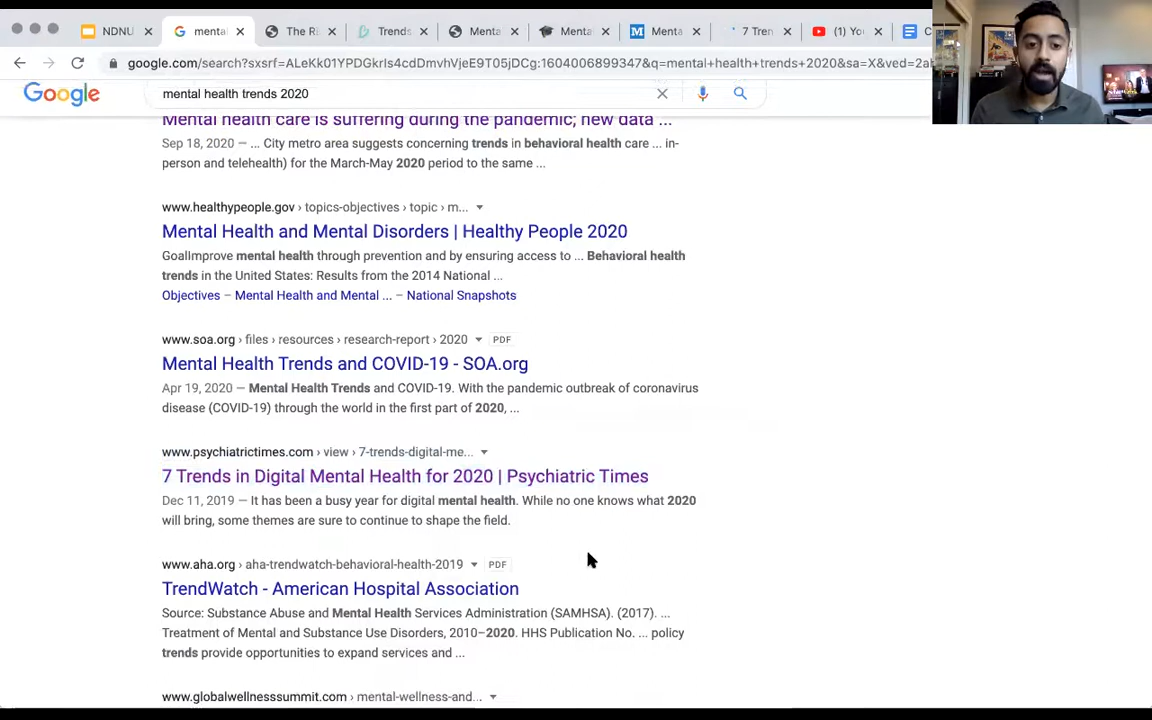 NDNU
mental
The Ri
Trends
Menta
Menta
Menta
7 Tren
(1) You
C
google.com/search?sxsrf=ALeKk01YPDGkrIs4cdDmvhVjeE9T05jDCg:1604006899347&q=mental+health+trends+2020&sa=X&ved=2ab
Google
mental health trends 2020
Mental health care is suffering during the pandemic; new data ...
Sep 18, 2020 — ... City metro area suggests concerning trends in behavioral health care ... in-
person and telehealth) for the March-May 2020 period to the same ...
www.healthypeople.gov › topics-objectives › topic › m...
Mental Health and Mental Disorders | Healthy People 2020
GoalImprove mental health through prevention and by ensuring access to ... Behavioral health
trends in the United States: Results from the 2014 National ...
Objectives – Mental Health and Mental ... – National Snapshots
www.soa.org › files › resources › research-report › 2020 PDF
Mental Health Trends and COVID-19 - SOA.org
Apr 19, 2020 — Mental Health Trends and COVID-19. With the pandemic outbreak of coronavirus
disease (COVID-19) through the world in the first part of 2020, ...
www.psychiatrictimes.com › view › 7-trends-digital-me...
7 Trends in Digital Mental Health for 2020 | Psychiatric Times
Dec 11, 2019 — It has been a busy year for digital mental health. While no one knows what 2020
will bring, some themes are sure to continue to shape the field.
www.aha.org › aha-trendwatch-behavioral-health-2019 PDF
TrendWatch - American Hospital Association
Source: Substance Abuse and Mental Health Services Administration (SAMHSA). (2017). ...
Treatment of Mental and Substance Use Disorders, 2010–2020. HHS Publication No. ... policy
trends provide opportunities to expand services and ...
www.globalwellnesssummit.com › mental-wellness-and...